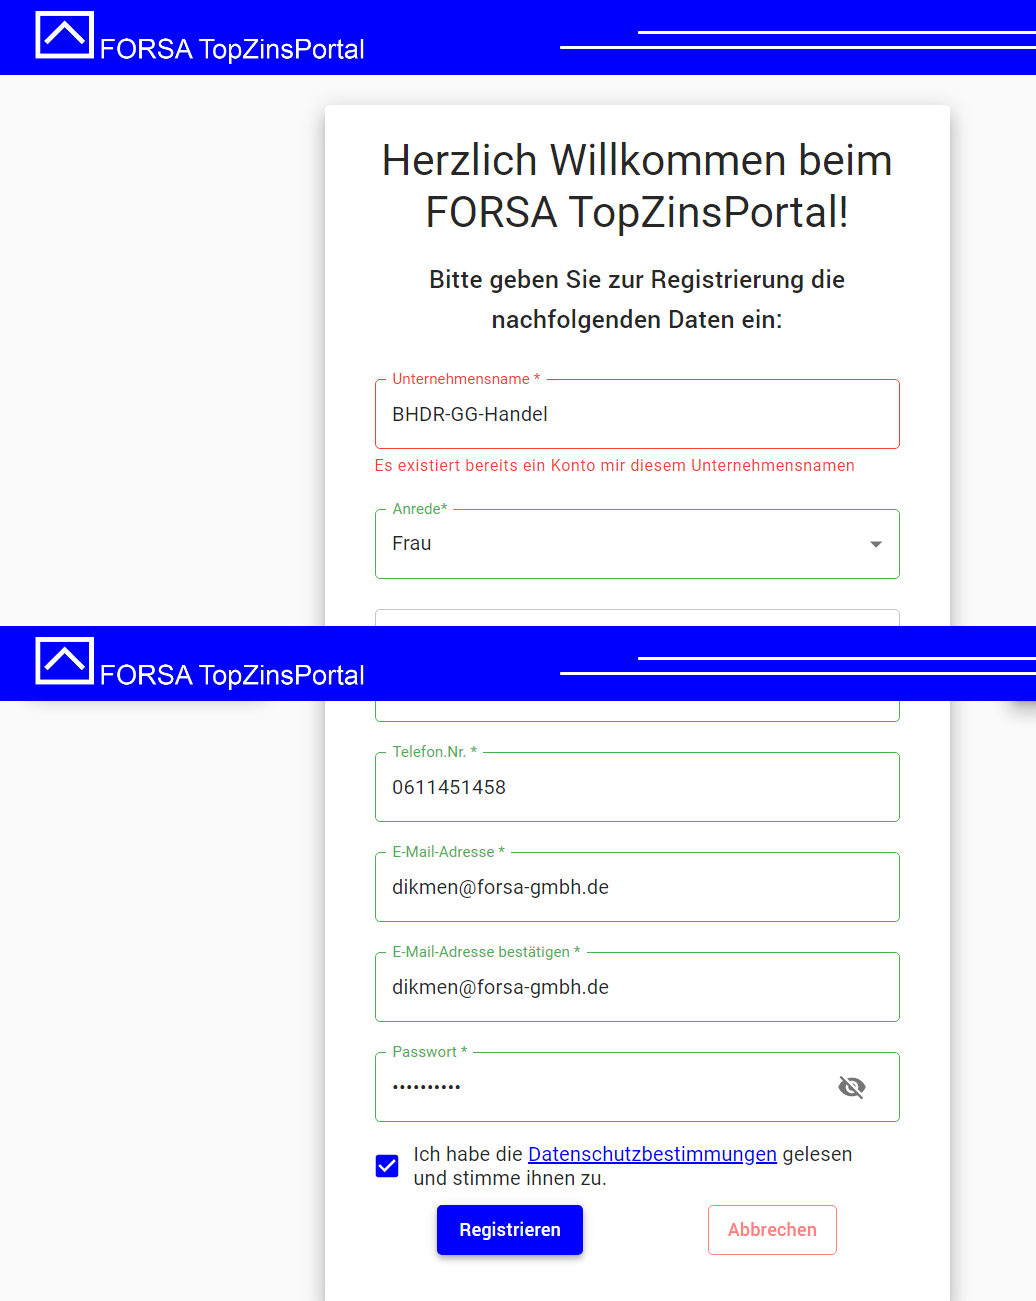 FORSA TopZinsPortal
Herzlich Willkommen beim
FORSA TopZinsPortal!
Bitte geben Sie zur Registrierung die
nachfolgenden Daten ein:
Unternehmensname *
BHDR-GG-Handel
Es existiert bereits ein Konto mir diesem Unternehmensnamen
Anrede*
Frau
FORSA TopZinsPortal
Telefon.Nr. *
0611451458
E-Mail-Adresse *
dikmen@forsa-gmbh.de
E-Mail-Adresse bestätigen *
dikmen@forsa-gmbh.de
Passwort *
••••••••••
Ich habe die Datenschutzbestimmungen gelesen
und stimme ihnen zu.
Registrieren
Abbrechen